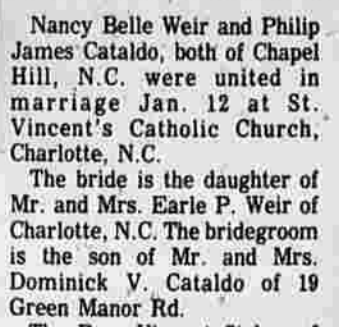 Nancy Belle Weir and Philip
James Cataldo, both of Chapel
Hill, N.C. were united in
marriage Jan. 12 at St.
Vincent's Catholic Church,
Charlotte, N.C.
The bride is the daughter of
Mr. and Mrs. Earle P. Weir of
Charlotte, N.C. The bridegroom
is the son of Mr. and Mrs.
Dominick V. Cataldo of 19
Green Manor Rd.